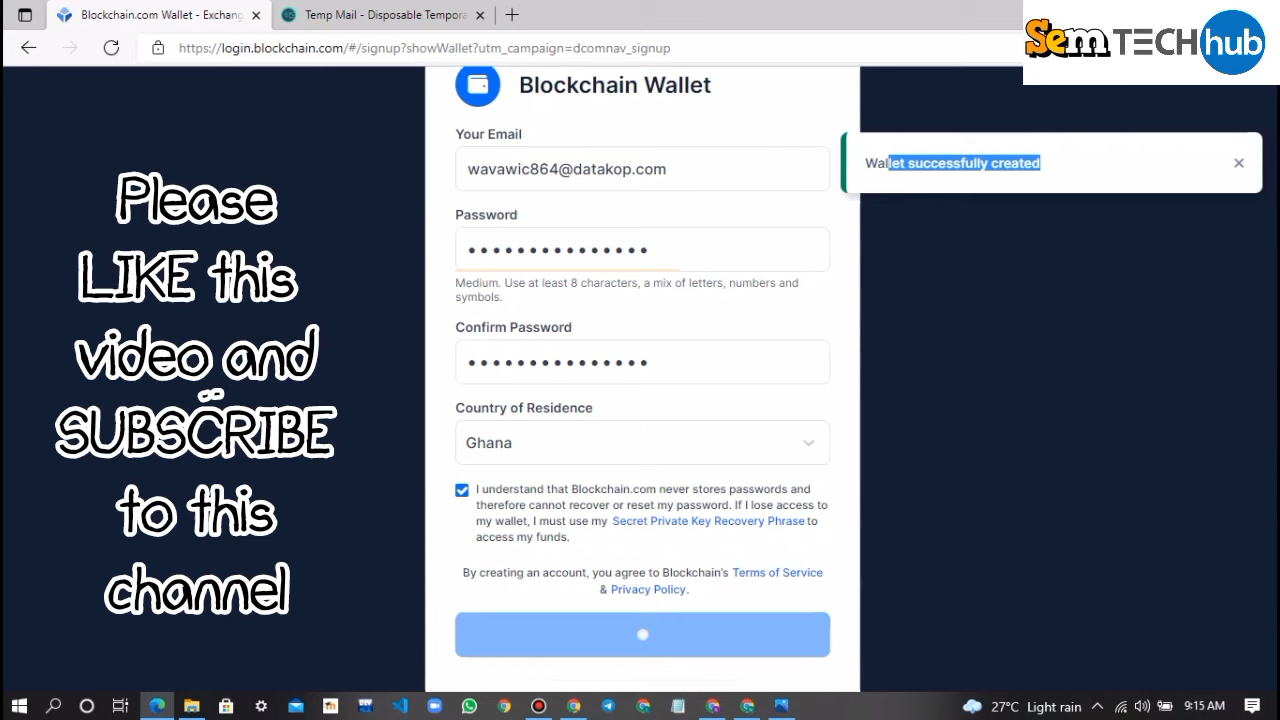 Blockchain.com Wallet - Exchang
Temp Mail - Disposable Tempora
https://login.blockchain.com/#/signup?showWallet?utm_campaign=dcomnav_signup
Sem TECH hub
Blockchain Wallet
Your Email
wavawic864@datakop.com
Wallet successfully created
Password
Medium. Use at least 8 characters, a mix of letters, numbers and
symbols.
Confirm Password
Country of Residence
Ghana
I understand that Blockchain.com never stores passwords and
therefore cannot recover or reset my password. If I lose access to
my wallet, I must use my Secret Private Key Recovery Phrase to
access my funds.
By creating an account, you agree to Blockchain's Terms of Service
& Privacy Policy.
Please
LIKE this
video and
SUBSCRIBE
to this
channel
27°C Light rain
9:15 AM